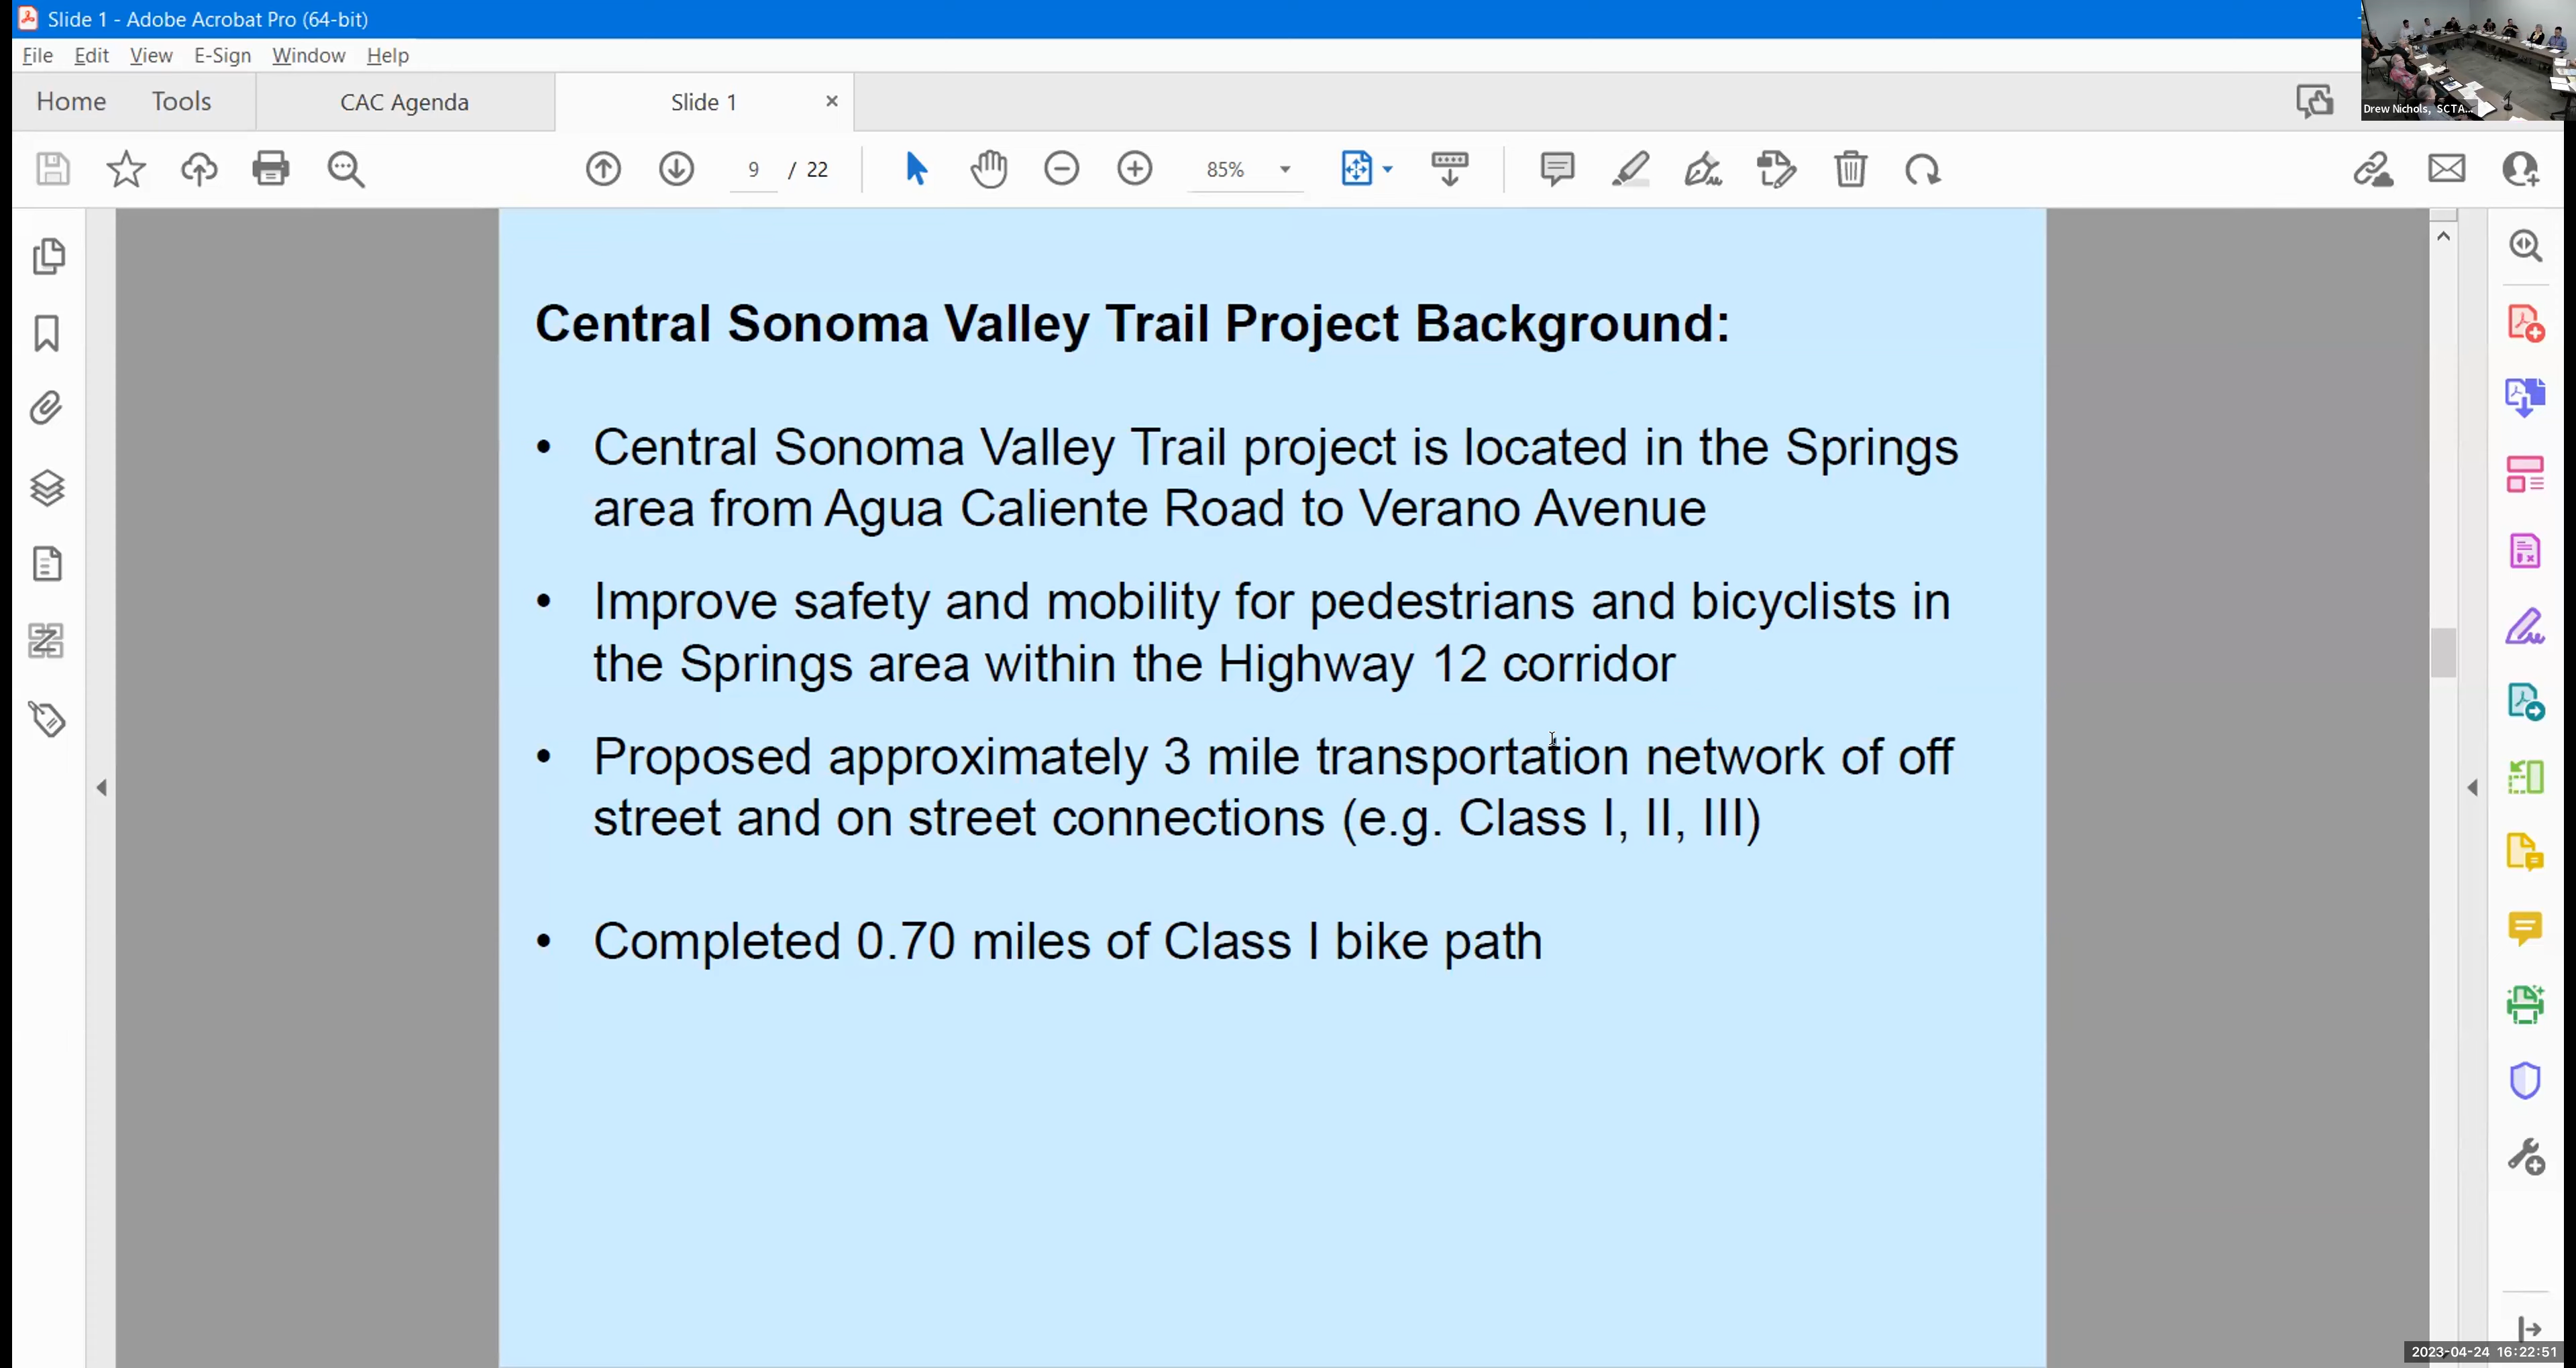 Slide 1 - Adobe Acrobat Pro (64-bit)
File Edit View E-Sign Window Help
Home Tools CAC Agenda Slide 1
9 / 22 85%
Drew Nichols, SCTA...
Central Sonoma Valley Trail Project Background:
• Central Sonoma Valley Trail project is located in the Springs
area from Agua Caliente Road to Verano Avenue
• Improve safety and mobility for pedestrians and bicyclists in
the Springs area within the Highway 12 corridor
• Proposed approximately 3 mile transportation network of off
street and on street connections (e.g. Class I, II, III)
• Completed 0.70 miles of Class I bike path
2023-04-24 16:22:51